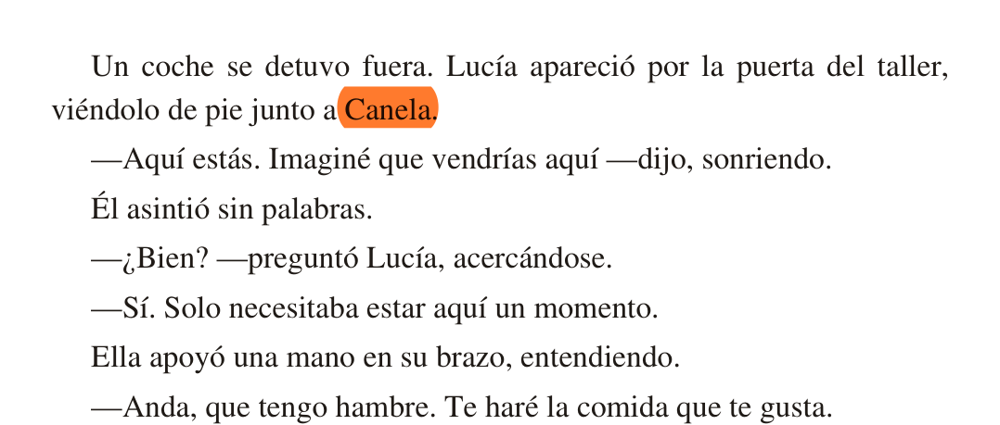 Un coche se detuvo fuera. Lucía apareció por la puerta del taller,
viéndolo de pie junto a Canela.
—Aquí estás. Imaginé que vendrías aquí —dijo, sonriendo.
Él asintió sin palabras.
—¿Bien? —preguntó Lucía, acercándose.
—Sí. Solo necesitaba estar aquí un momento.
Ella apoyó una mano en su brazo, entendiendo.
—Anda, que tengo hambre. Te haré la comida que te gusta.